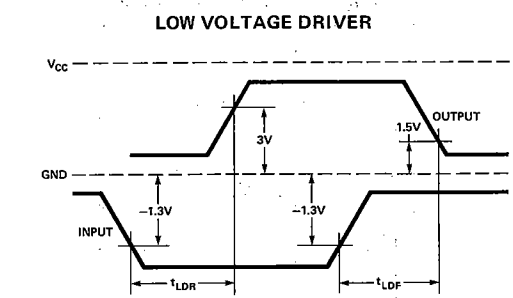 LOW VOLTAGE DRIVER
VCC
OUTPUT
1.5V
3V
GND
-1.3V
-1.3V
INPUT
tLDR
tLDF